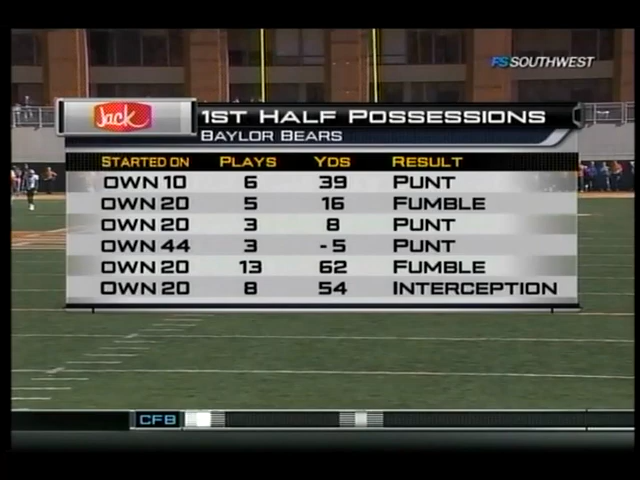 FS SOUTHWEST
Jack
1ST HALF POSSESSIONS
BAYLOR BEARS
STARTED ON PLAYS YDS RESULT
OWN 10 6 39 PUNT
OWN 20 5 16 FUMBLE
OWN 20 3 8 PUNT
OWN 44 3 -5 PUNT
OWN 20 13 62 FUMBLE
OWN 20 8 54 INTERCEPTION
CFB